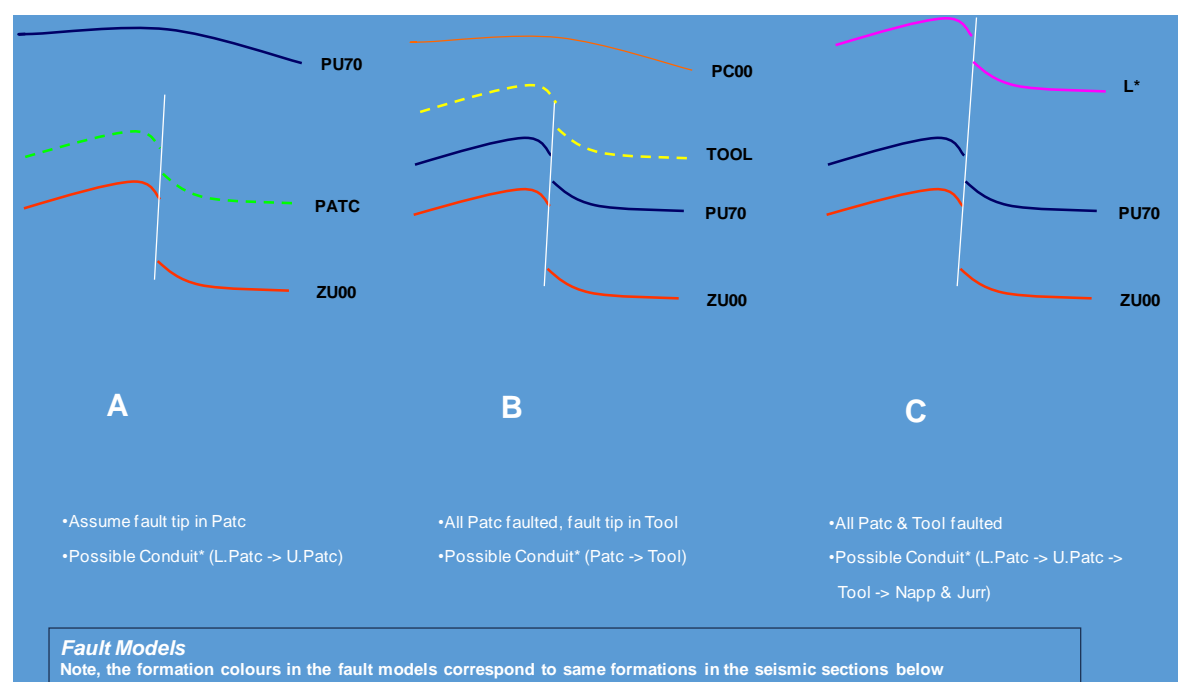 PU70
PATC
ZU00
A
•Assume fault tip in Patc
•Possible Conduit* (L.Patc -> U.Patc)
PC00
TOOL
PU70
ZU00
B
•All Patc faulted, fault tip in Tool
•Possible Conduit* (Patc -> Tool)
L*
PU70
ZU00
C
•All Patc & Tool faulted
•Possible Conduit* (L.Patc -> U.Patc ->
Tool -> Napp & Jurr)
Fault Models
Note, the formation colours in the fault models correspond to same formations in the seismic sections below